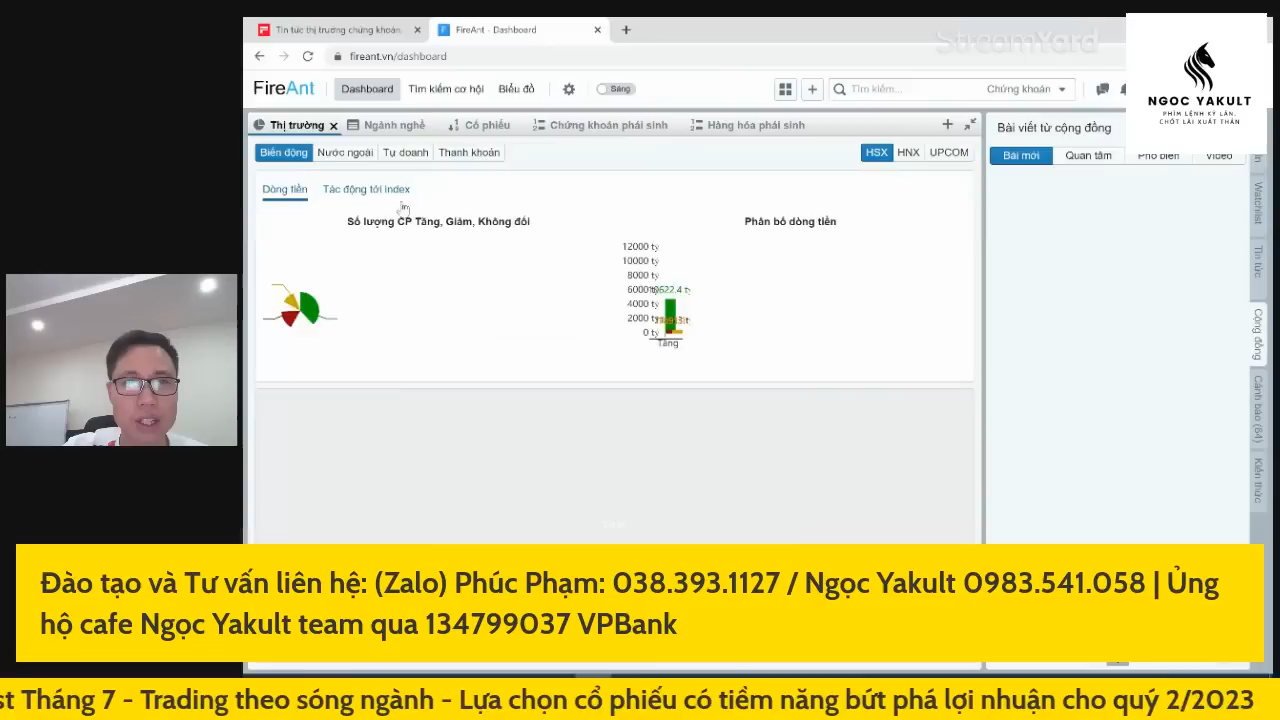 Tin tức thị trường chứng khoán,
FireAnt - Dashboard
StreamYard
fireant.vn/dashboard
NGOC YAKULT
PHÍM LỆNH KỲ LÂN,
CHỐT LÃI XUẤT THẦN
FireAnt
Dashboard
Tìm kiếm cơ hội
Biểu đồ
Sáng
Tìm kiếm...
Chứng khoán
Thị trường
Ngành nghề
Cổ phiếu
Chứng khoán phái sinh
Hàng hóa phái sinh
Bài viết từ cộng đồng
Biến động
Nước ngoài
Tự doanh
Thanh khoản
HSX
HNX
UPCOM
Bài mới
Quan tâm
Phổ biến
Video
Dòng tiền
Tác động tới index
Số lượng CP Tăng, Giảm, Không đổi
Phân bổ dòng tiền
12000 tỷ
10000 tỷ
8000 tỷ
6000
4000 tỷ
2000 tỷ
0 tỷ
Tăng
Watchlist
Tin tức
Cộng đồng
Cảnh báo (64)
Kiến thức
Đào tạo và Tư vấn liên hệ: (Zalo) Phúc Phạm: 038.393.1127 / Ngọc Yakult 0983.541.058 | Ủng
hộ cafe Ngọc Yakult team qua 134799037 VPBank
st Tháng 7 - Trading theo sóng ngành - Lựa chọn cổ phiếu có tiềm năng bứt phá lợi nhuận cho quý 2/2023